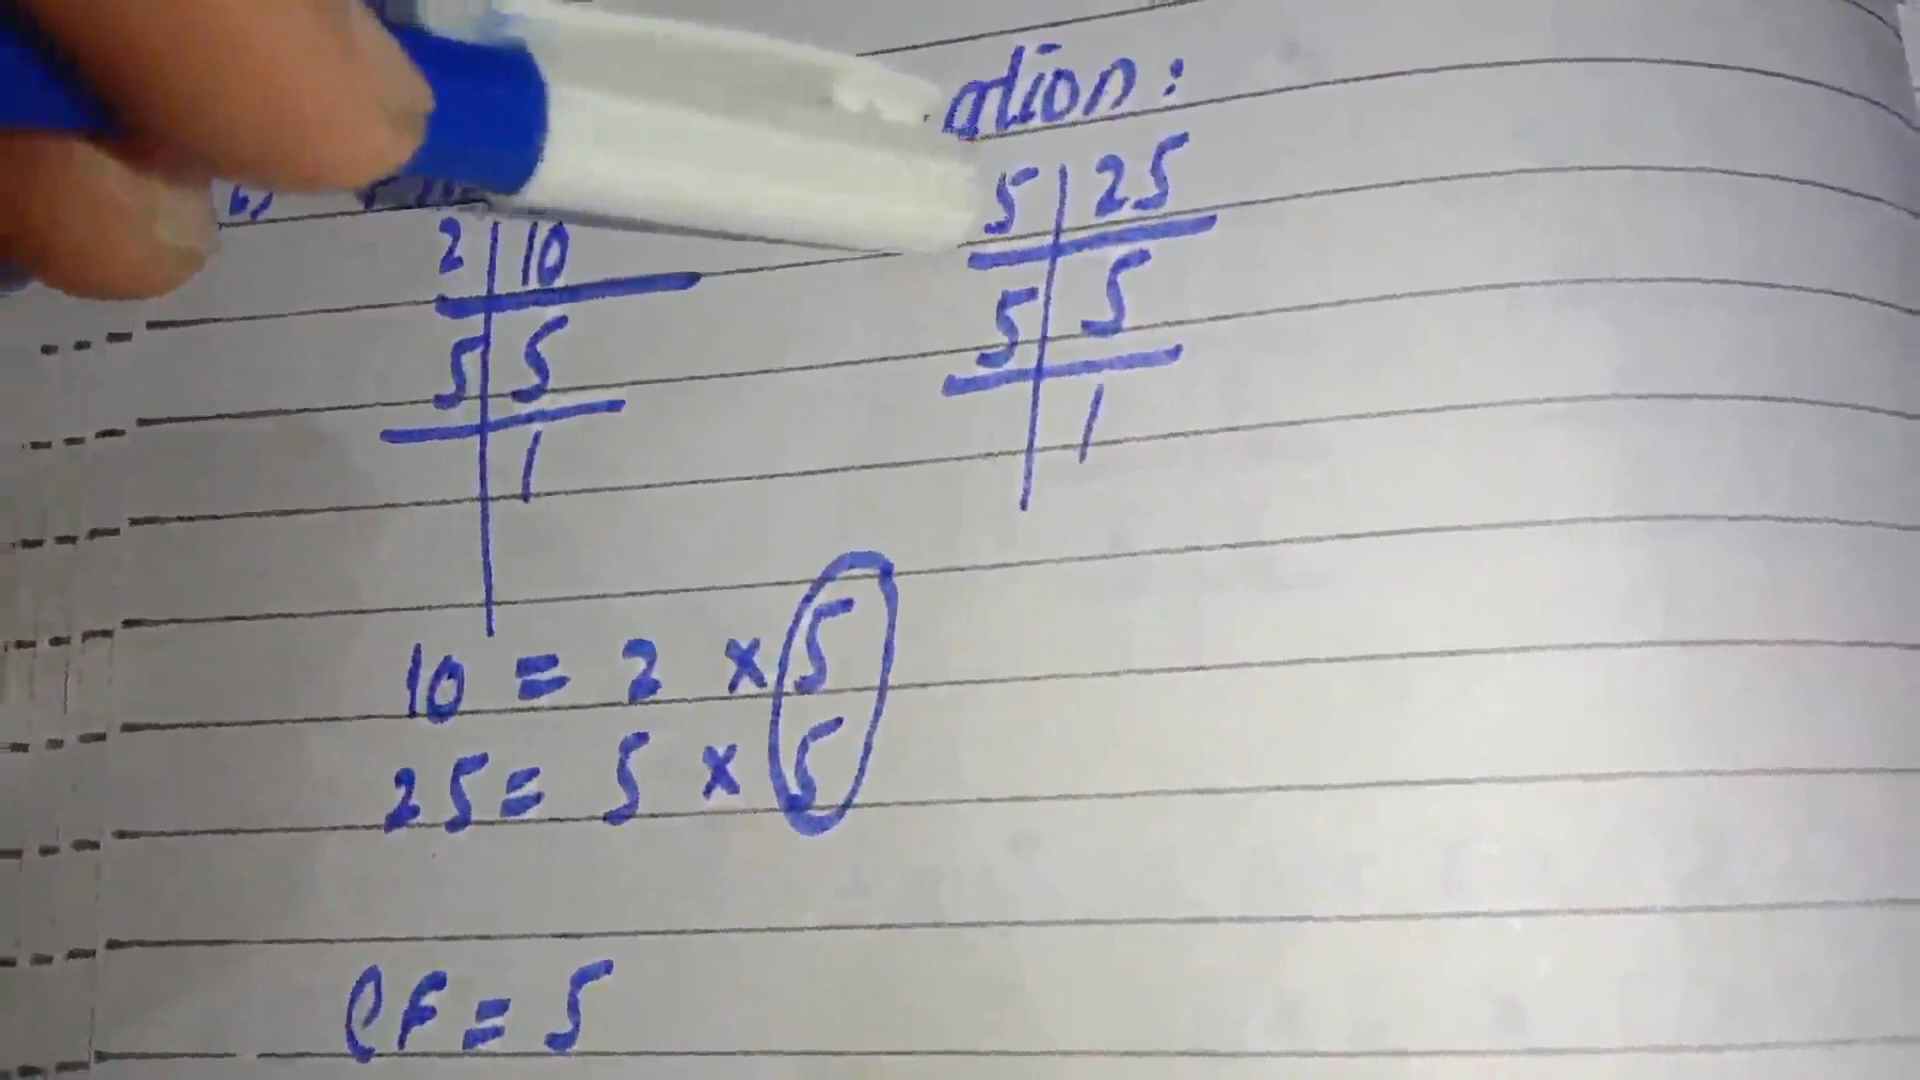 ation:
2 | 10
5 | 5
1
5 | 25
5 | 5
1
10 = 2 × 5
25 = 5 × 5
CF = 5